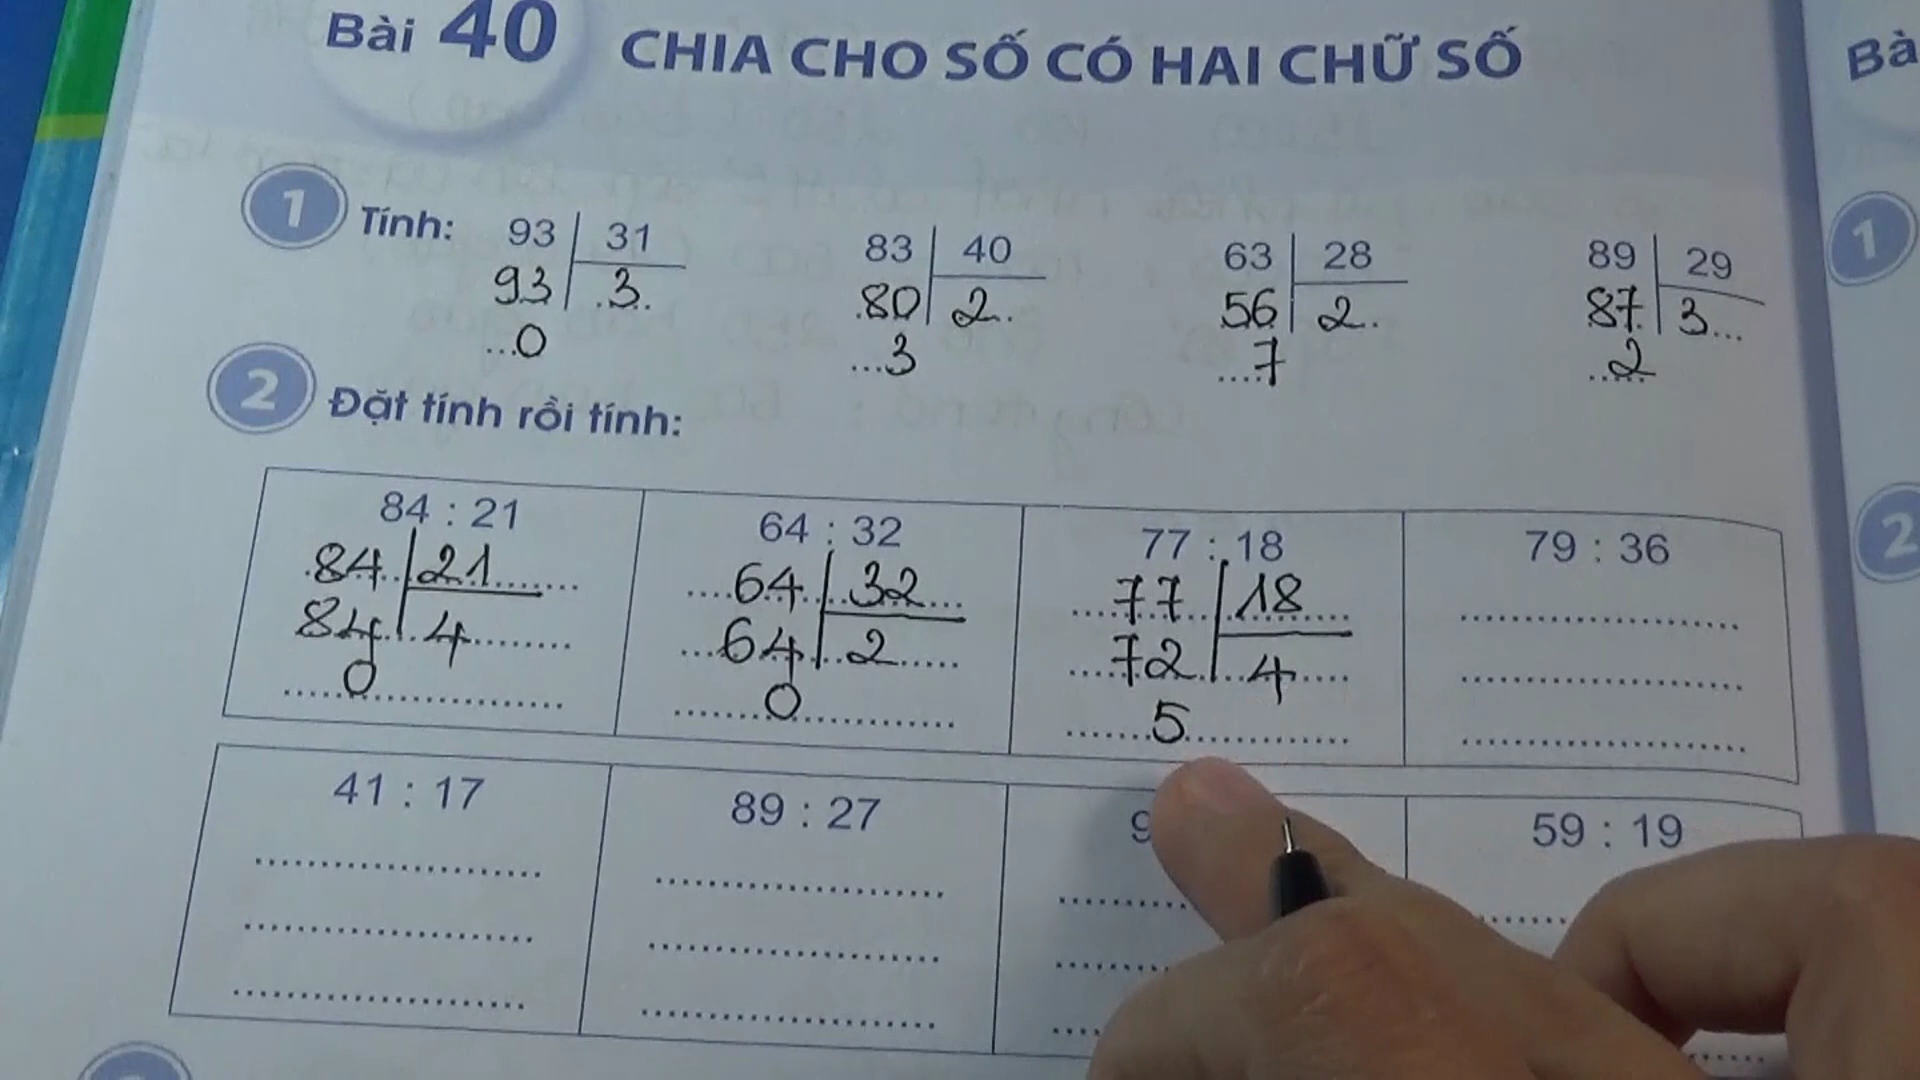 Bài 40 CHIA CHO SỐ CÓ HAI CHỮ SỐ
1 Tính:
93 31 83 40 63 28 89 29
93 3 80 2 56 2 87 3
0 3 7 2
2 Đặt tính rồi tính:
84 : 21 64 : 32 77 : 18 79 : 36
84 21 64 32 77 18
84 4 64 2 72 4
0 0 5
41 : 17 89 : 27 59 : 19
1
2